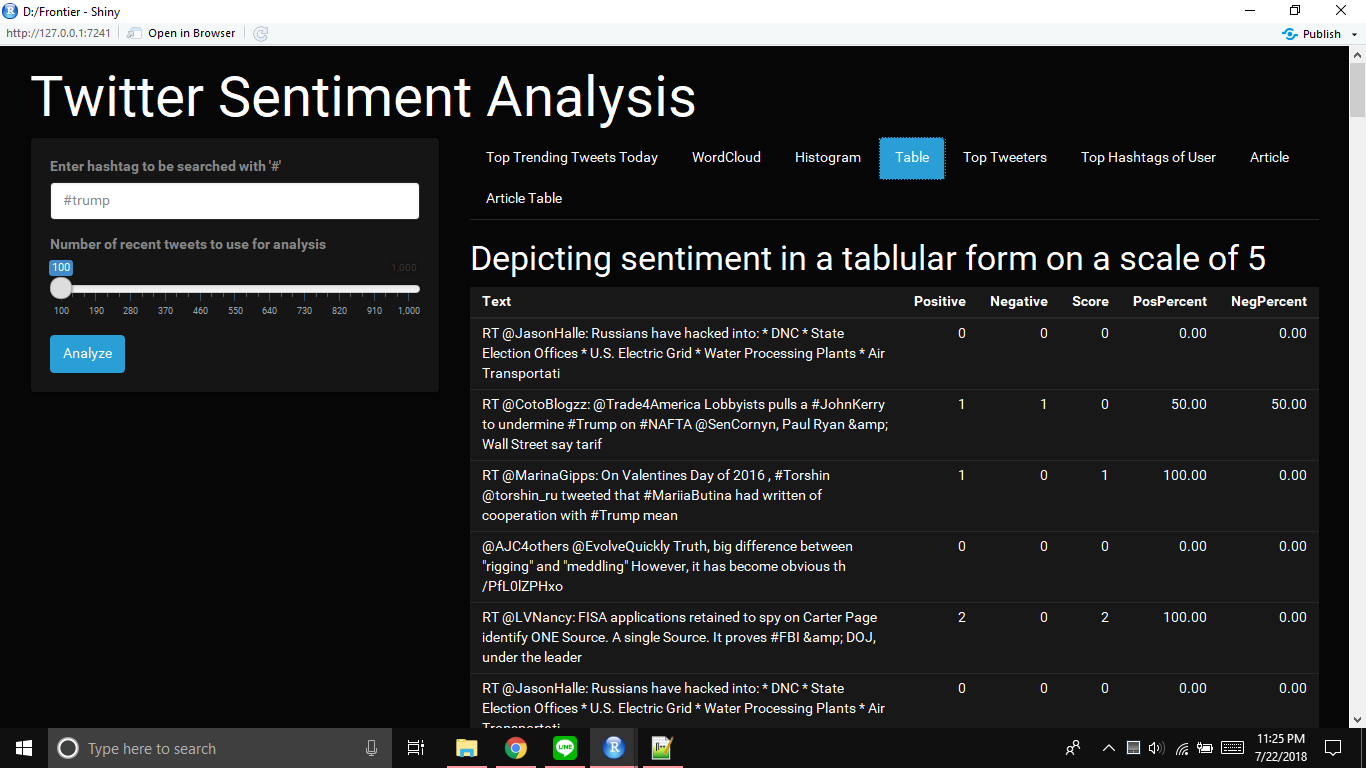 D:/Frontier - Shiny
http://127.0.0.1:7241 Open in Browser Publish
Twitter Sentiment Analysis
Enter hashtag to be searched with '#'
#trump
Number of recent tweets to use for analysis
100 1,000
100 190 280 370 460 550 640 730 820 910 1,000
Analyze
Top Trending Tweets Today WordCloud Histogram Table Top Tweeters Top Hashtags of User Article
Article Table
Depicting sentiment in a tablular form on a scale of 5
Text Positive Negative Score PosPercent NegPercent
RT @JasonHalle: Russians have hacked into: * DNC * State 0 0 0 0.00 0.00
Election Offices * U.S. Electric Grid * Water Processing Plants * Air
Transportati
RT @CotoBlogzz: @Trade4America Lobbyists pulls a #JohnKerry 1 1 0 50.00 50.00
to undermine #Trump on #NAFTA @SenCornyn, Paul Ryan &amp;
Wall Street say tarif
RT @MarinaGipps: On Valentines Day of 2016 , #Torshin 1 0 1 100.00 0.00
@torshin_ru tweeted that #MariiaButina had written of
cooperation with #Trump mean
@AJC4others @EvolveQuickly Truth, big difference between 0 0 0 0.00 0.00
"rigging" and "meddling" However, it has become obvious th
/PfL0lZPHxo
RT @LVNancy: FISA applications retained to spy on Carter Page 2 0 2 100.00 0.00
identify ONE Source. A single Source. It proves #FBI &amp; DOJ,
under the leader
RT @JasonHalle: Russians have hacked into: * DNC * State 0 0 0 0.00 0.00
Election Offices * U.S. Electric Grid * Water Processing Plants * Air
Transportati
Type here to search
LINE
11:25 PM
7/22/2018